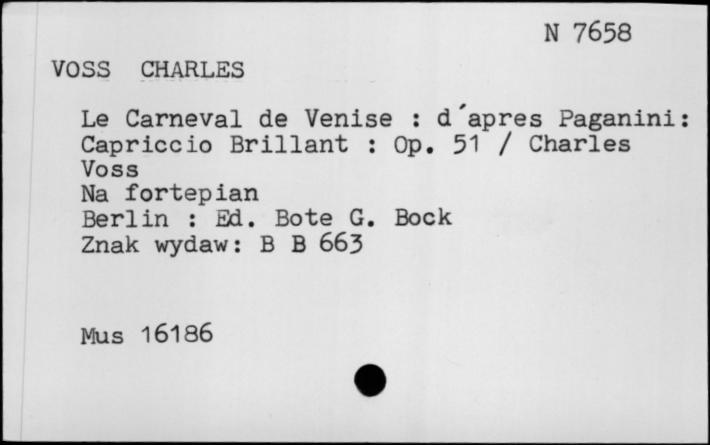 N 7658
VOSS CHARLES
Le Carneval de Venise : d´apres Paganini:
Capriccio Brillant : Op. 51 / Charles
Voss
Na fortepian
Berlin : Ed. Bote G. Bock
Znak wydaw: B B 663
Mus 16186